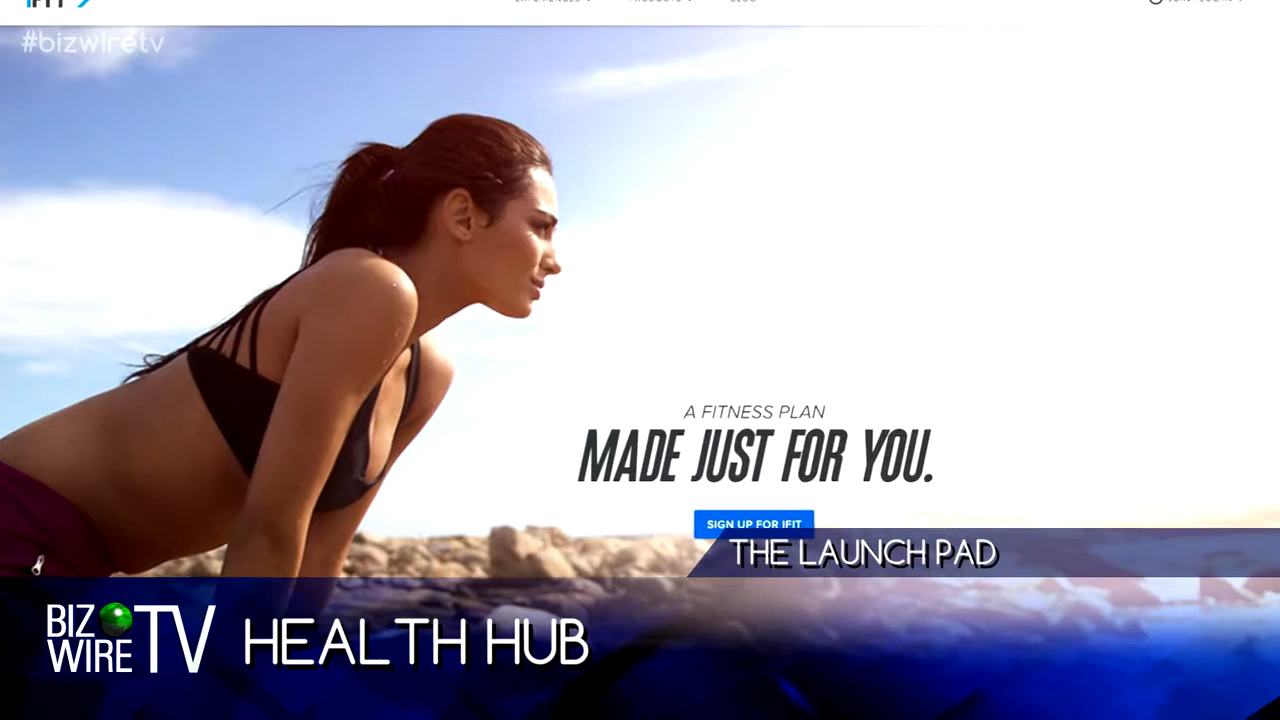 #bizwiretv
A FITNESS PLAN
MADE JUST FOR YOU.
SIGN UP FOR IFIT
THE LAUNCH PAD
BIZ
WIRE TV
HEALTH HUB